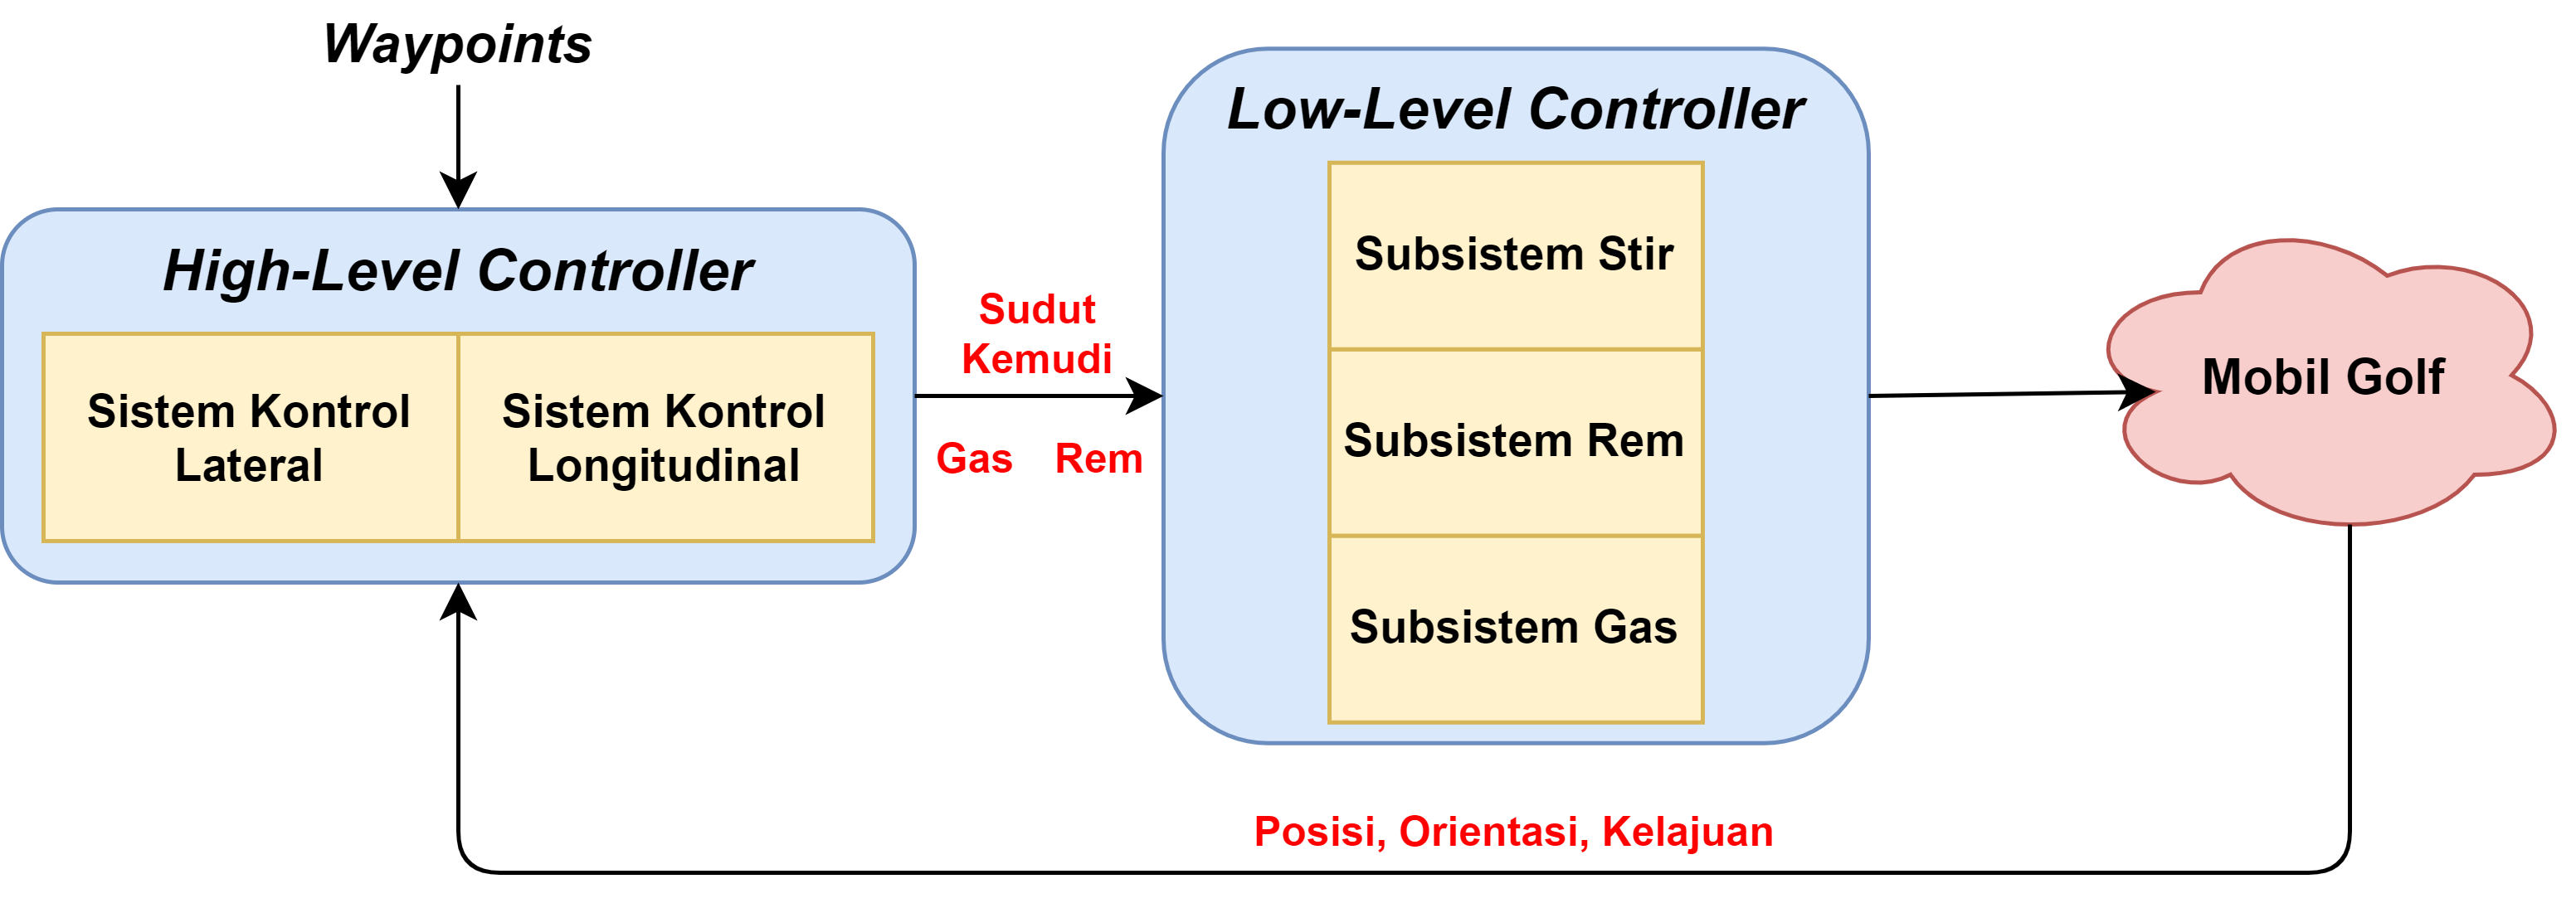 Waypoints
High-Level Controller
Sistem Kontrol
Lateral
Sistem Kontrol
Longitudinal
Sudut
Kemudi
Gas Rem
Low-Level Controller
Subsistem Stir
Subsistem Rem
Subsistem Gas
Mobil Golf
Posisi, Orientasi, Kelajuan